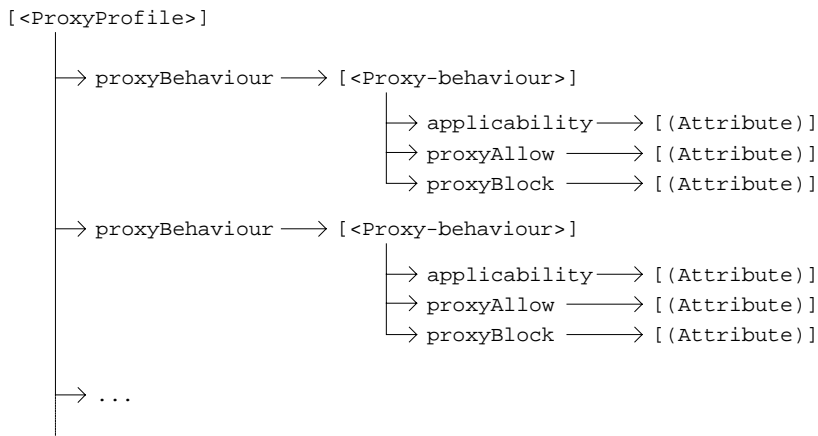 [<ProxyProfile>]
proxyBehaviour [<Proxy-behaviour>]
applicability [(Attribute)]
proxyAllow [(Attribute)]
proxyBlock [(Attribute)]
proxyBehaviour [<Proxy-behaviour>]
applicability [(Attribute)]
proxyAllow [(Attribute)]
proxyBlock [(Attribute)]
...